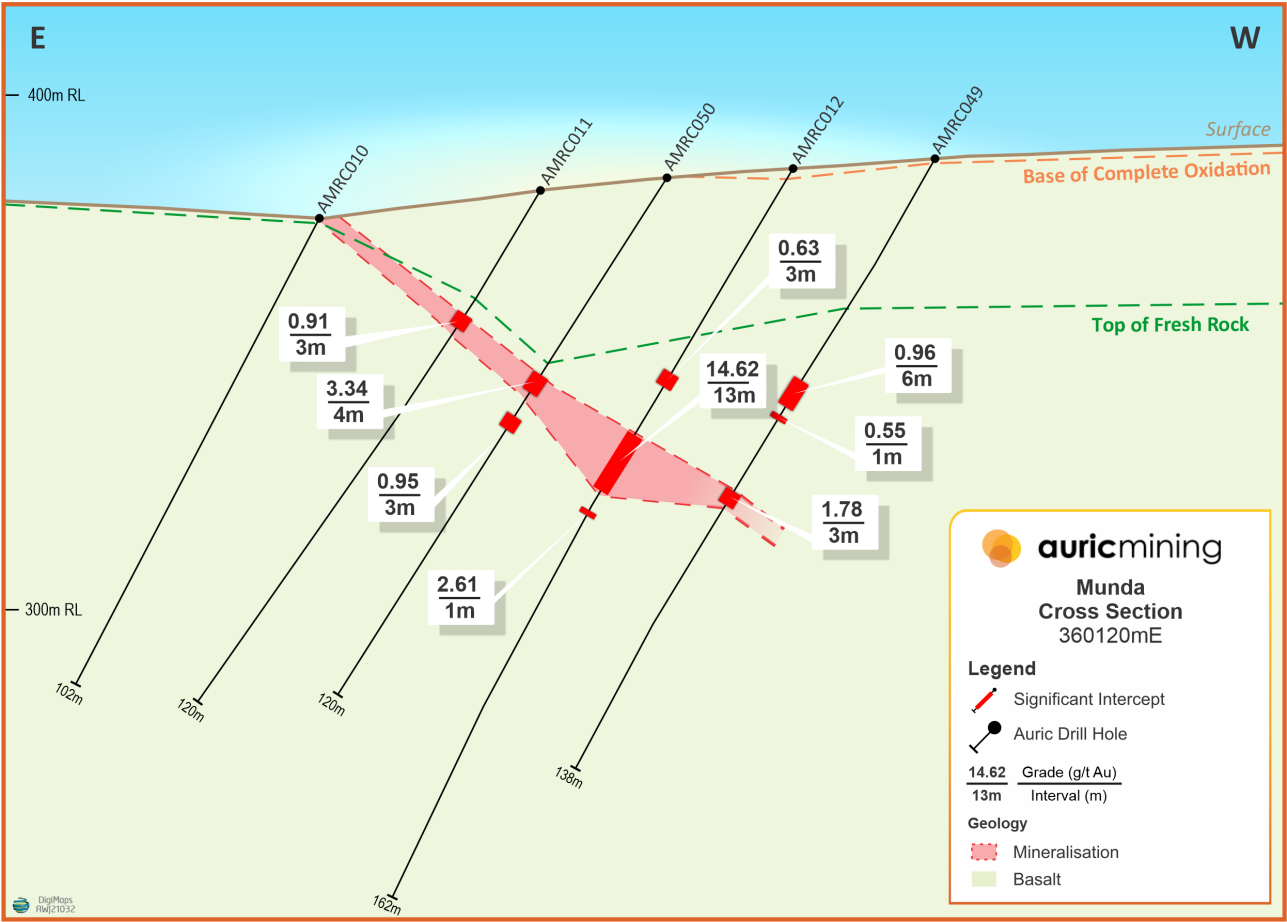 E
W
400m RL
AMRC010
AMRC011
AMRC050
AMRC012
AMRC049
Surface
Base of Complete Oxidation
0.63
3m
0.91
3m
Top of Fresh Rock
3.34
4m
14.62
13m
0.96
6m
0.55
1m
0.95
3m
1.78
3m
2.61
1m
300m RL
102m
120m
120m
138m
162m
auricmining
Munda
Cross Section
360120mE
Legend
Significant Intercept
Auric Drill Hole
14.62 Grade (g/t Au)
13m Interval (m)
Geology
Mineralisation
Basalt
DigiMaps
AWJ21032